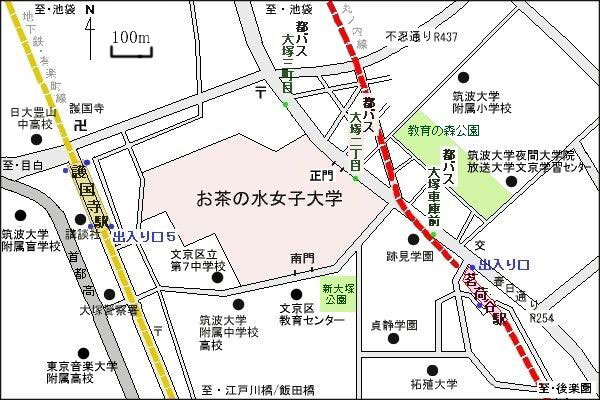 至・池袋
至・池袋
N
100m
地下鉄・有楽町線
丸ノ内線
都バス
大塚三丁目
不忍通りR437
護国寺
卍
日大豊山
中高校
〒
筑波大学
附属小学校
都バス
大塚二丁目
教育の森公園
至・目白
正門
都バス
大塚車庫前
筑波大学夜間大学院
放送大学文京学習センター
護国寺駅
お茶の水女子大学
筑波大学
附属盲学校
講談社
出入り口5
首都高
文京区立
第7中学校
南門
跡見学園
交
出入り口
茗荷谷駅
春日通り
R254
新大塚
公園
大塚警察署
〒
筑波大学
附属中学校
高校
文京区
教育センター
貞静学園
東京音楽大学
附属高校
拓殖大学
至・江戸川橋/飯田橋
至・後楽園